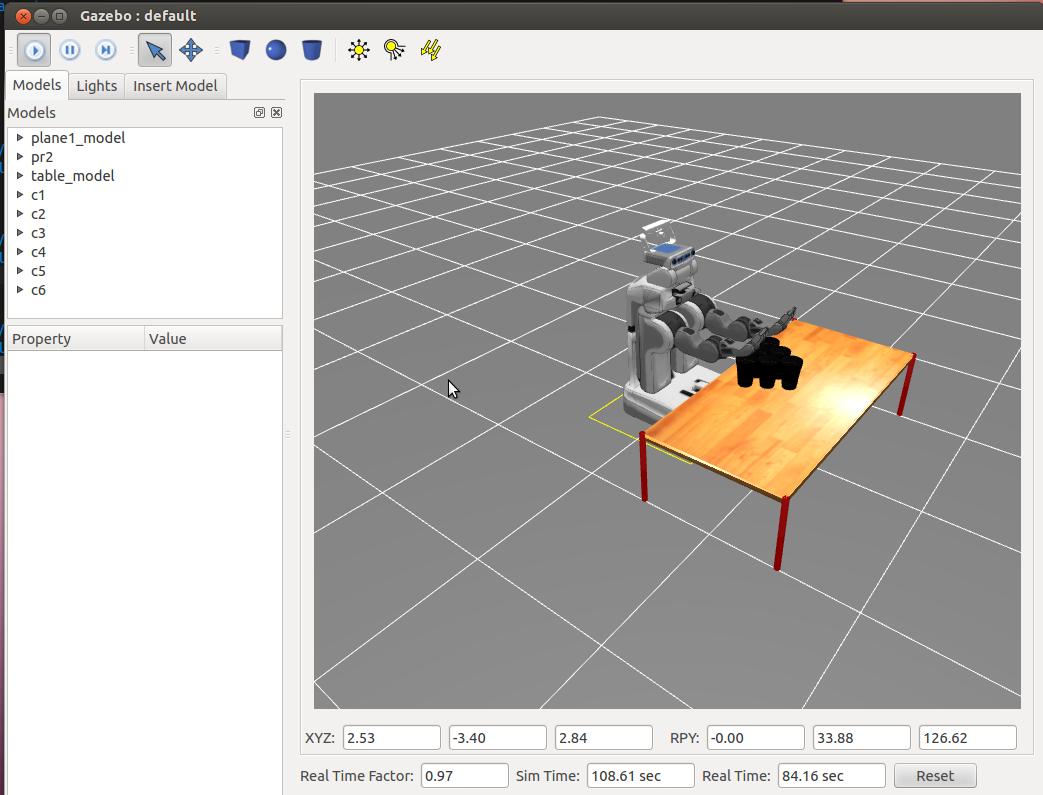 Gazebo : default
Models Lights Insert Model
Models
plane1_model
pr2
table_model
c1
c2
c3
c4
c5
c6
Property Value
XYZ: 2.53 -3.40 2.84 RPY: -0.00 33.88 126.62
Real Time Factor: 0.97 Sim Time: 108.61 sec Real Time: 84.16 sec Reset